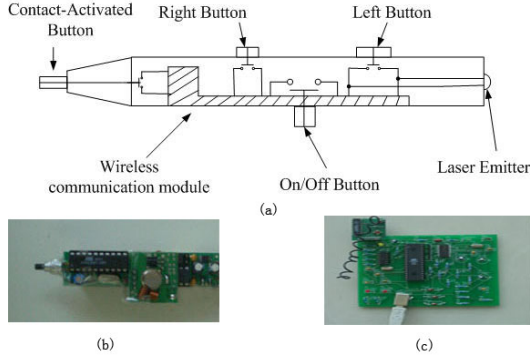 Contact-Activated
Button
Right Button
Left Button
Wireless
communication module
On/Off Button
Laser Emitter
(a)
(b)
(c)